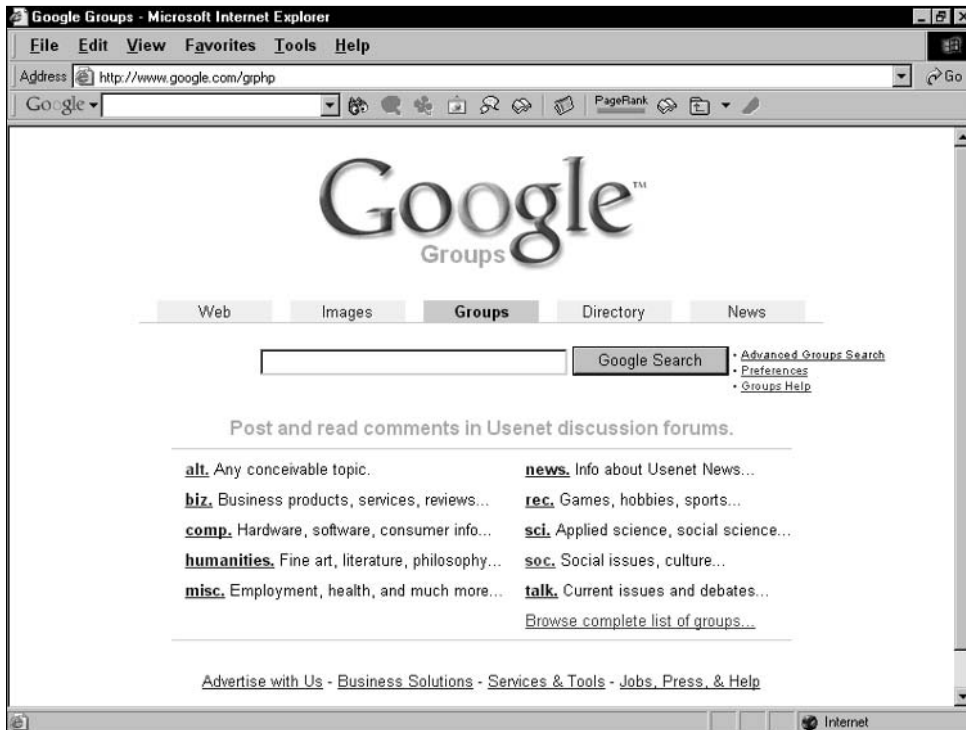 Google Groups - Microsoft Internet Explorer
File Edit View Favorites Tools Help
Address http://www.google.com/grphp Go
Google PageRank
Google™
Groups
Web Images Groups Directory News
Google Search
• Advanced Groups Search
• Preferences
• Groups Help
Post and read comments in Usenet discussion forums.
alt. Any conceivable topic.
news. Info about Usenet News...
biz. Business products, services, reviews...
rec. Games, hobbies, sports...
comp. Hardware, software, consumer info...
sci. Applied science, social science...
humanities. Fine art, literature, philosophy...
soc. Social issues, culture...
misc. Employment, health, and much more...
talk. Current issues and debates...
Browse complete list of groups...
Advertise with Us - Business Solutions - Services & Tools - Jobs, Press, & Help
Internet